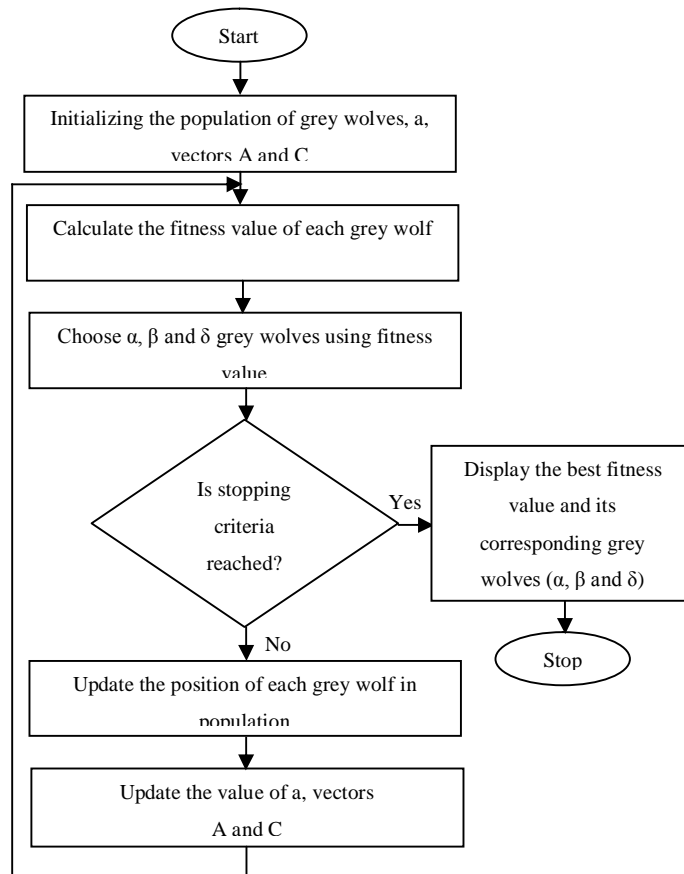 Start
Initializing the population of grey wolves, a,
vectors A and C
Calculate the fitness value of each grey wolf
Choose α, β and δ grey wolves using fitness
value
Is stopping
criteria
reached?
Yes
Display the best fitness
value and its
corresponding grey
wolves (α, β and δ)
Stop
No
Update the position of each grey wolf in
population
Update the value of a, vectors
A and C